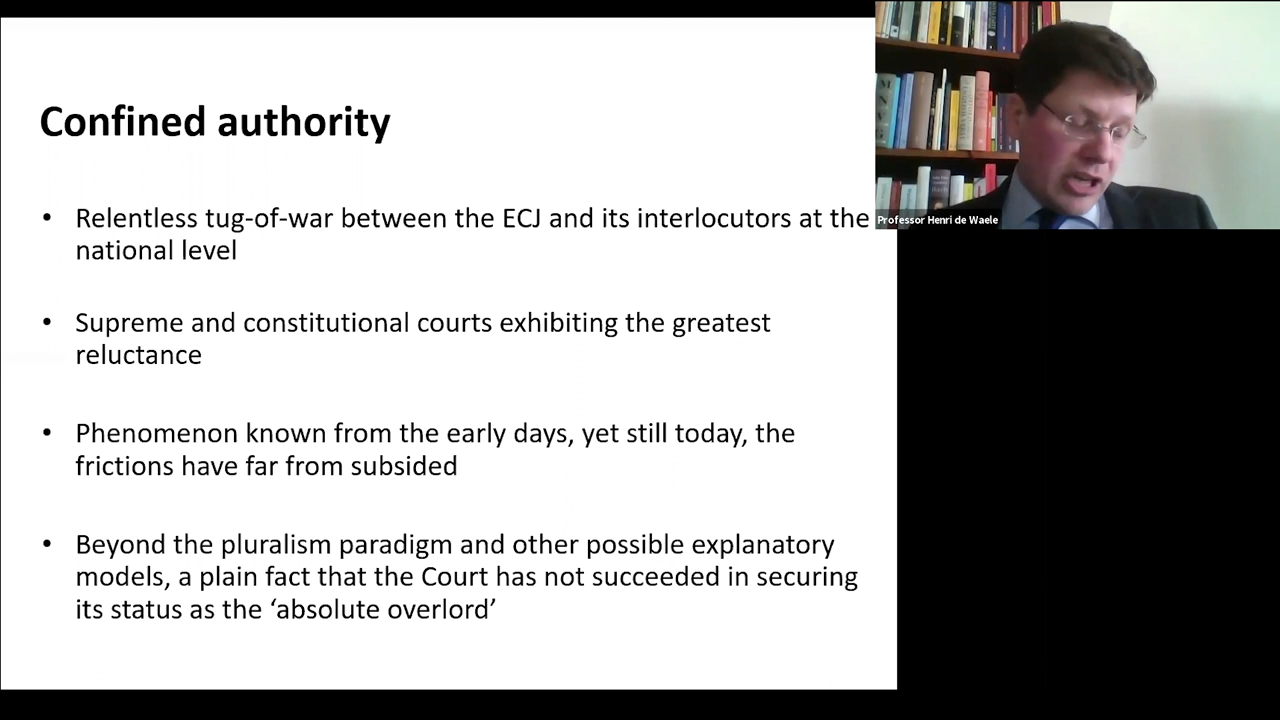 Confined authority
• Relentless tug-of-war between the ECJ and its interlocutors at the
national level
• Supreme and constitutional courts exhibiting the greatest
reluctance
• Phenomenon known from the early days, yet still today, the
frictions have far from subsided
• Beyond the pluralism paradigm and other possible explanatory
models, a plain fact that the Court has not succeeded in securing
its status as the ‘absolute overlord’
Professor Henri de Waele